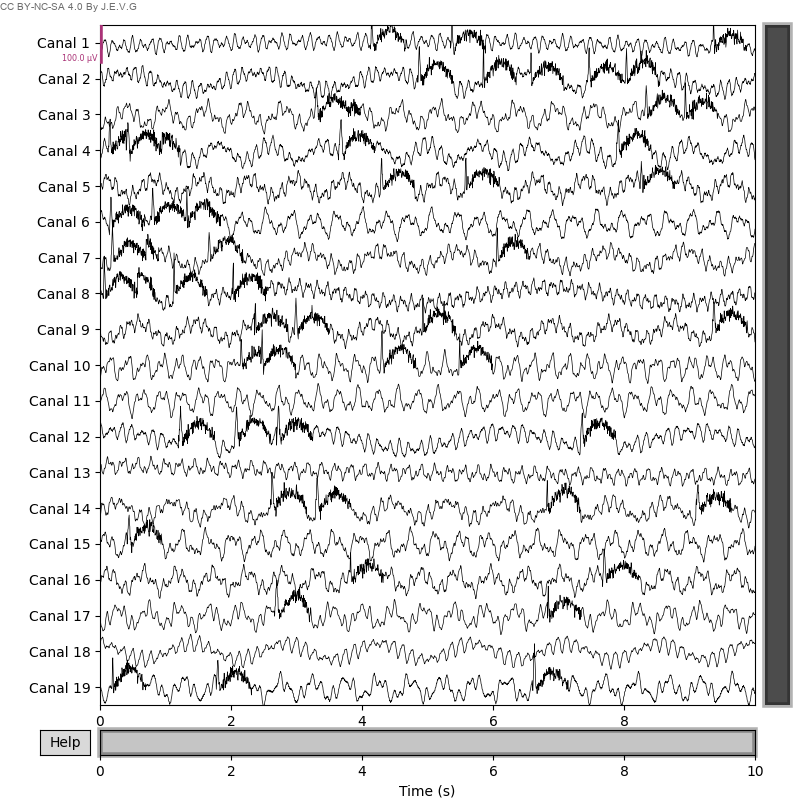 CC BY-NC-SA 4.0 By J.E.V.G
Canal 1
100.0 µV
Canal 2
Canal 3
Canal 4
Canal 5
Canal 6
Canal 7
Canal 8
Canal 9
Canal 10
Canal 11
Canal 12
Canal 13
Canal 14
Canal 15
Canal 16
Canal 17
Canal 18
Canal 19
0 2 4 6 8
Help
0 2 4 6 8 10
Time (s)